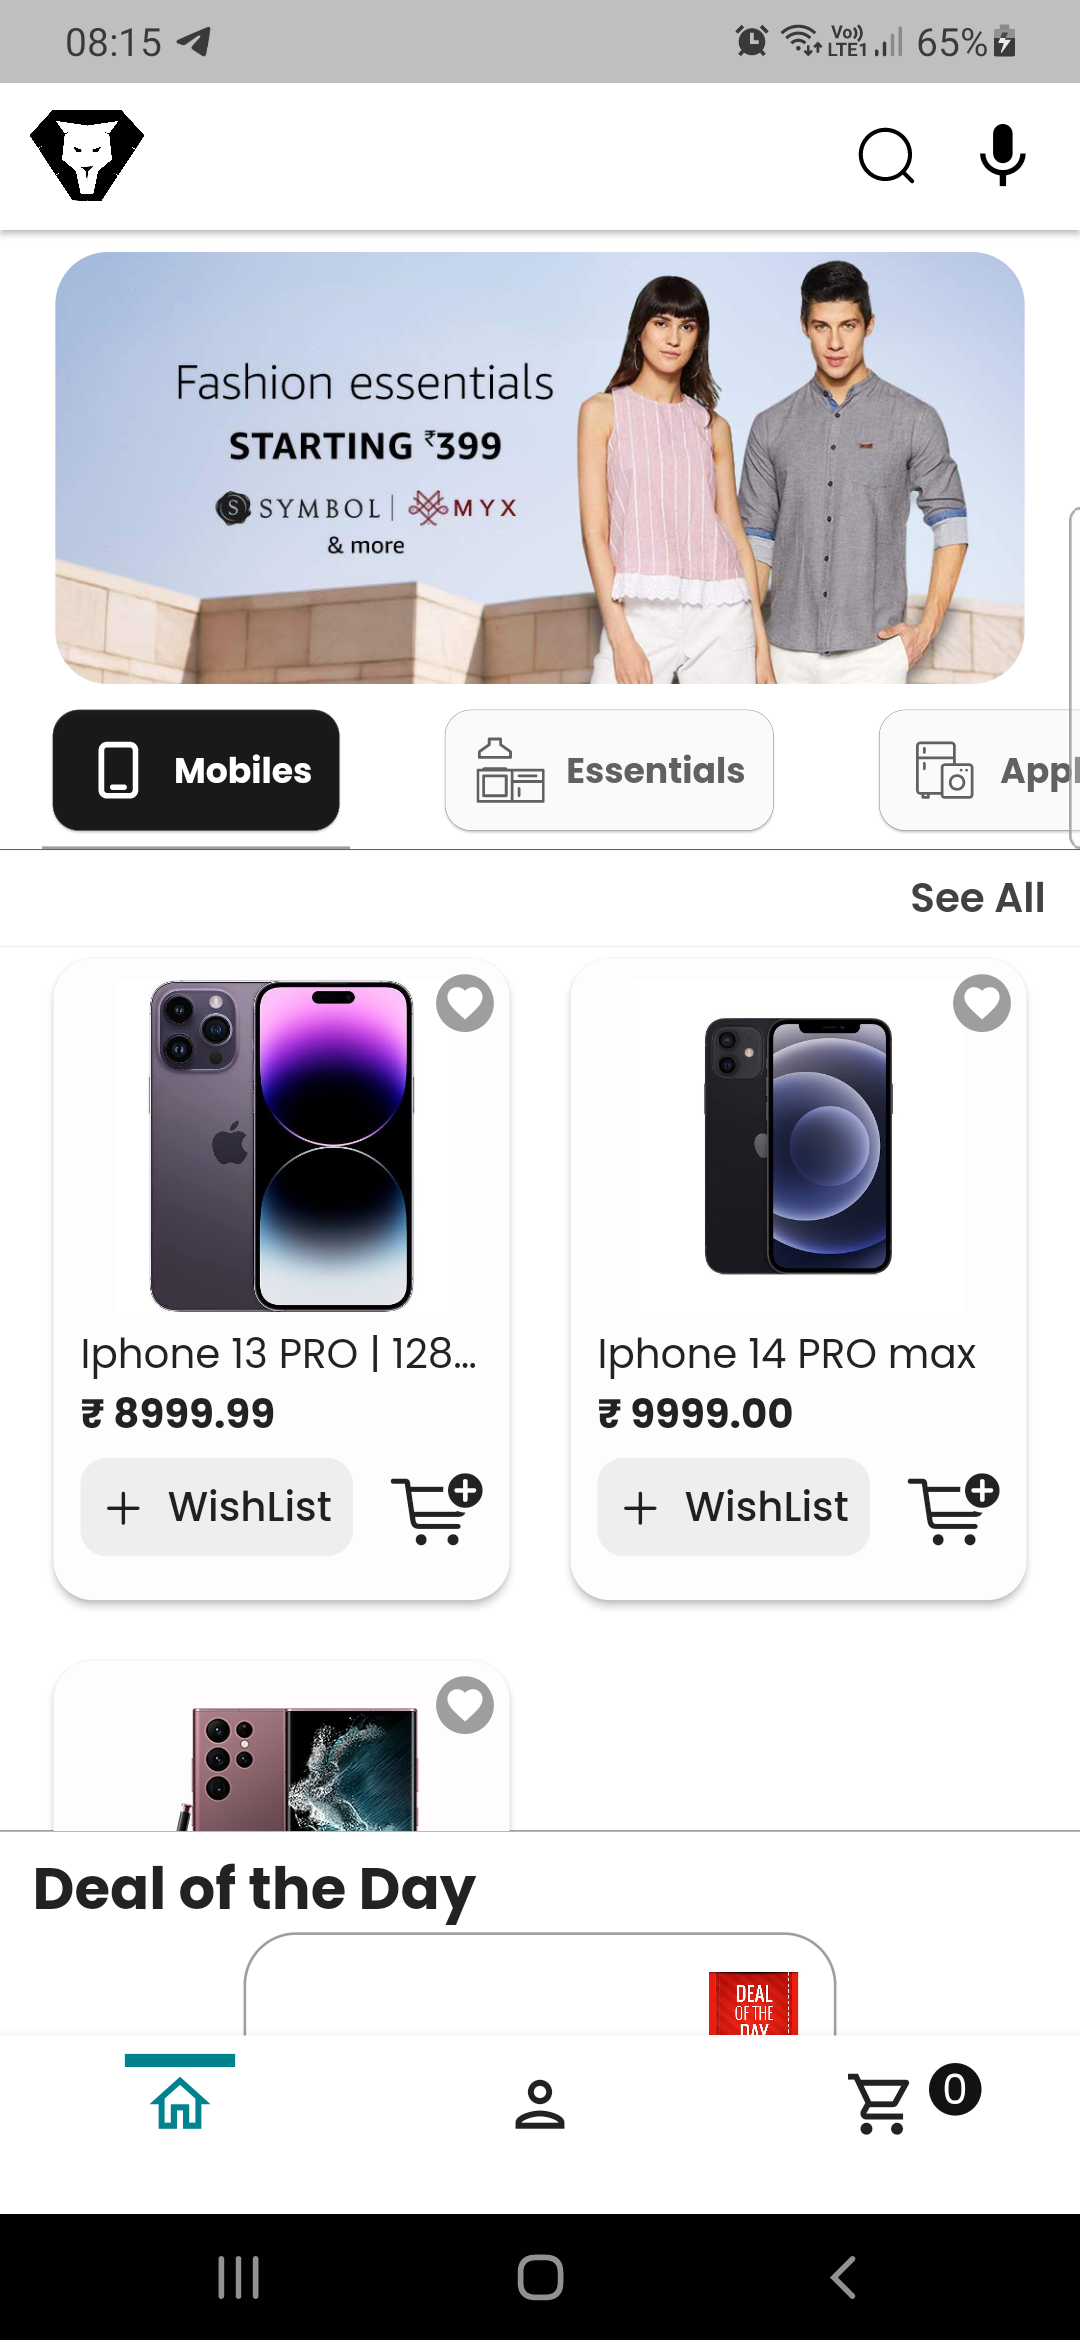 08:15
Vo))
LTE1
65%
Fashion essentials
STARTING ₹399
S SYMBOL | MYX
& more
Mobiles
Essentials
Appl
See All
Iphone 13 PRO | 128...
₹ 8999.99
+ WishList
Iphone 14 PRO max
₹ 9999.00
+ WishList
Deal of the Day
DEAL
OF THE
DAY
0